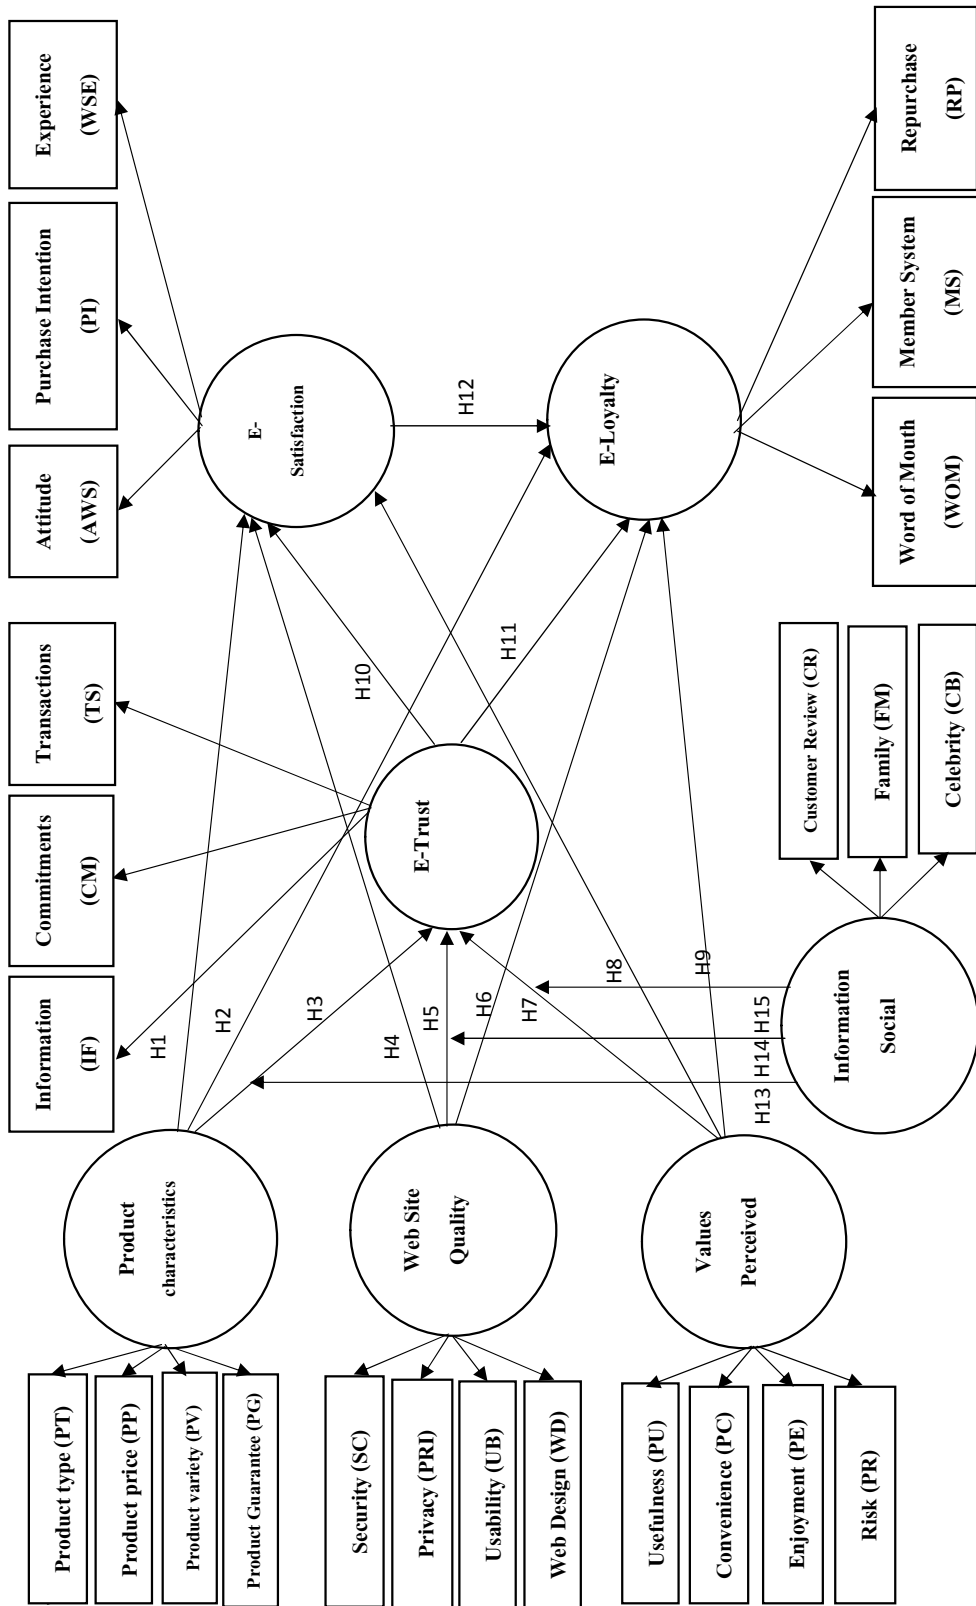 Information
(IF)
Commitments
(CM)
Transactions
(TS)
Attitude
(AWS)
Purchase Intention
(PI)
Experience
(WSE)
Product type (PT)
Product price (PP)
Product variety (PV)
Product Guarantee (PG)
Product
characteristics
H1
H2
H3
E-
Satisfaction
H10
Security (SC)
Privacy (PRI)
Usability (UB)
Web Design (WD)
Web Site
Quality
H4
H5
H6
E-Trust
H11
H12
Usefulness (PU)
Convenience (PC)
Enjoyment (PE)
Risk (PR)
Values
Perceived
H7
H8
H9
E-Loyalty
H13
H14
H15
Information
Social
Customer Review (CR)
Family (FM)
Celebrity (CB)
Word of Mouth
(WOM)
Member System
(MS)
Repurchase
(RP)